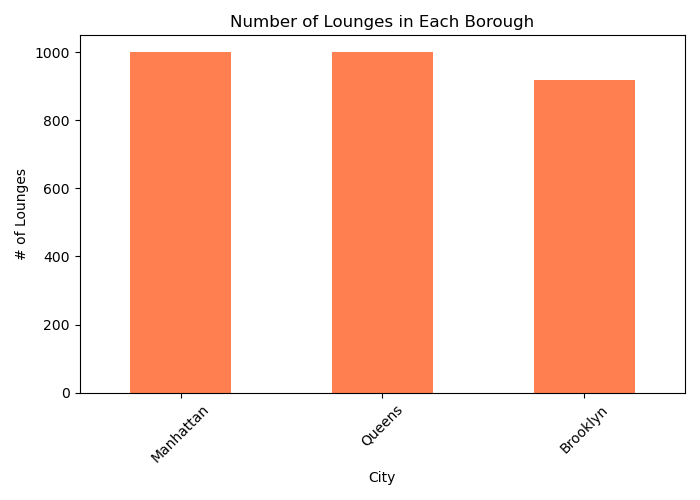 Number of Lounges in Each Borough
# of Lounges
1000
800
600
400
200
0
Manhattan
Queens
Brooklyn
City